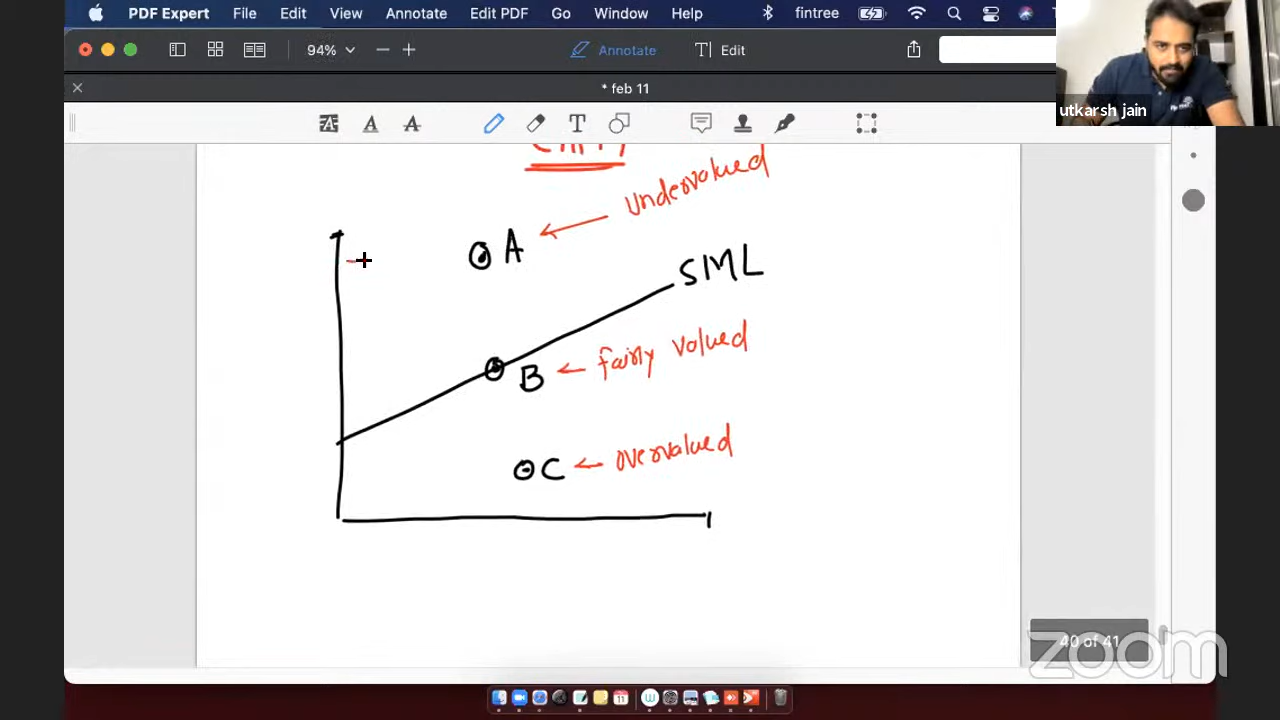 PDF Expert File Edit View Annotate Edit PDF Go Window Help fintree
94% Annotate Edit
* feb 11
utkarsh jain
undervalued
A
SML
B fairly valued
C overvalued
40 of 41
zoom